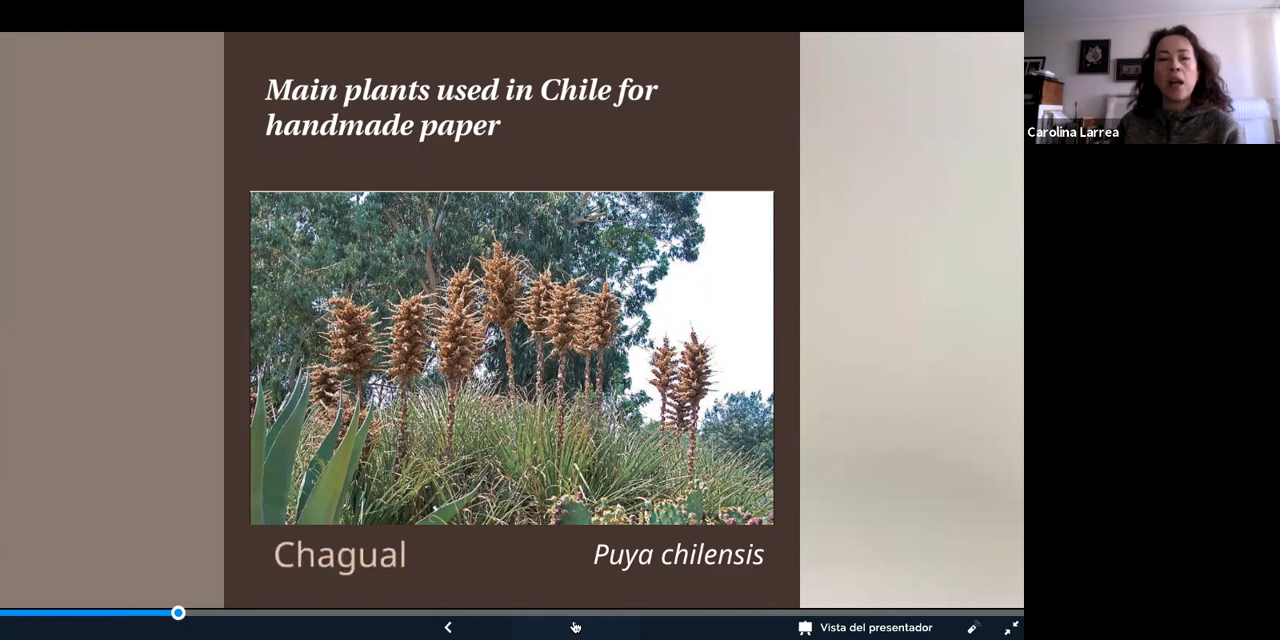 Main plants used in Chile for
handmade paper
Carolina Larrea
Chagual
Puya chilensis
Vista del presentador